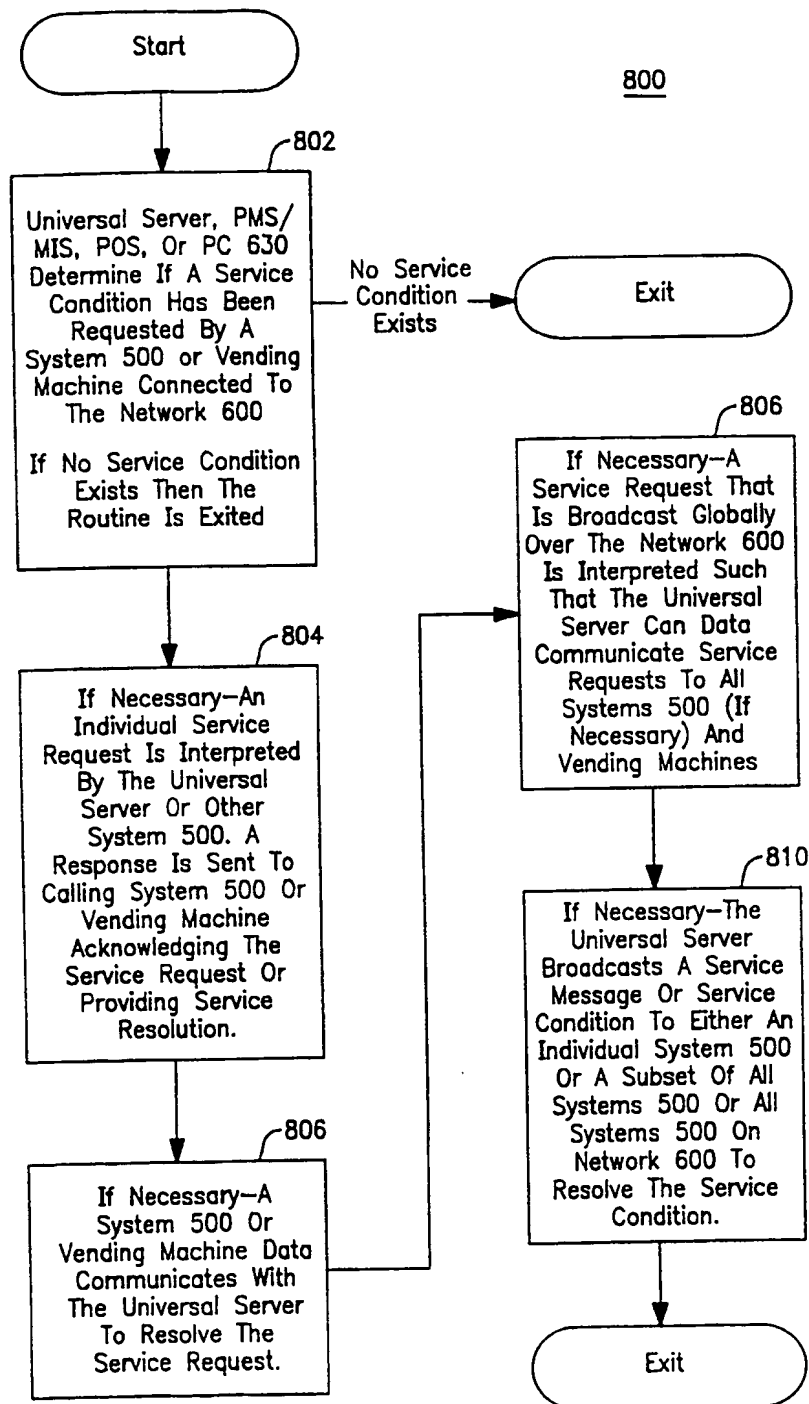 Start
800
802
Universal Server, PMS/
MIS, POS, Or PC 630
Determine If A Service
Condition Has Been
Requested By A
System 500 or Vending
Machine Connected To
The Network 600
If No Service Condition
Exists Then The
Routine Is Exited
No Service
Condition
Exists
Exit
804
If Necessary–An
Individual Service
Request Is Interpreted
By The Universal
Server Or Other
System 500. A
Response Is Sent To
Calling System 500 Or
Vending Machine
Acknowledging The
Service Request Or
Providing Service
Resolution.
806
If Necessary–A
System 500 Or
Vending Machine Data
Communicates With
The Universal Server
To Resolve The
Service Request.
806
If Necessary–A
Service Request That
Is Broadcast Globally
Over The Network 600
Is Interpreted Such
That The Universal
Server Can Data
Communicate Service
Requests To All
Systems 500 (If
Necessary) And
Vending Machines
810
If Necessary–The
Universal Server
Broadcasts A Service
Message Or Service
Condition To Either An
Individual System 500
Or A Subset Of All
Systems 500 Or All
Systems 500 On
Network 600 To
Resolve The Service
Condition.
Exit